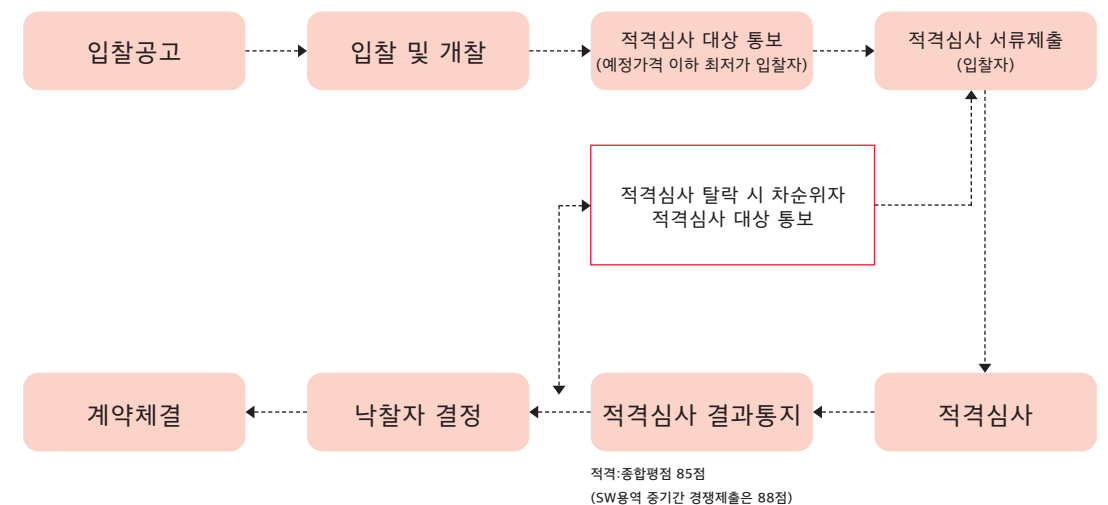 입찰공고
입찰 및 개찰
적격심사 대상 통보
(예정가격 이하 최저가 입찰자)
적격심사 서류제출
(입찰자)
적격심사 탈락 시 차순위자
적격심사 대상 통보
계약체결
낙찰자 결정
적격심사 결과통지
적격심사
적격:종합평점 85점
(SW용역 중기간 경쟁제출은 88점)